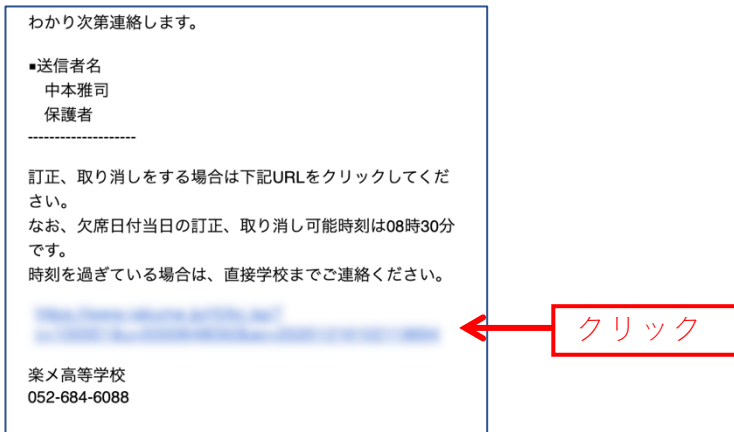 わかり次第連絡します。
■送信者名
中本雅司
保護者
--------------------
訂正、取り消しをする場合は下記URLをクリックしてくだ
さい。
なお、欠席日付当日の訂正、取り消し可能時刻は08時30分
です。
時刻を過ぎている場合は、直接学校までご連絡ください。
クリック
楽メ高等学校
052-684-6088